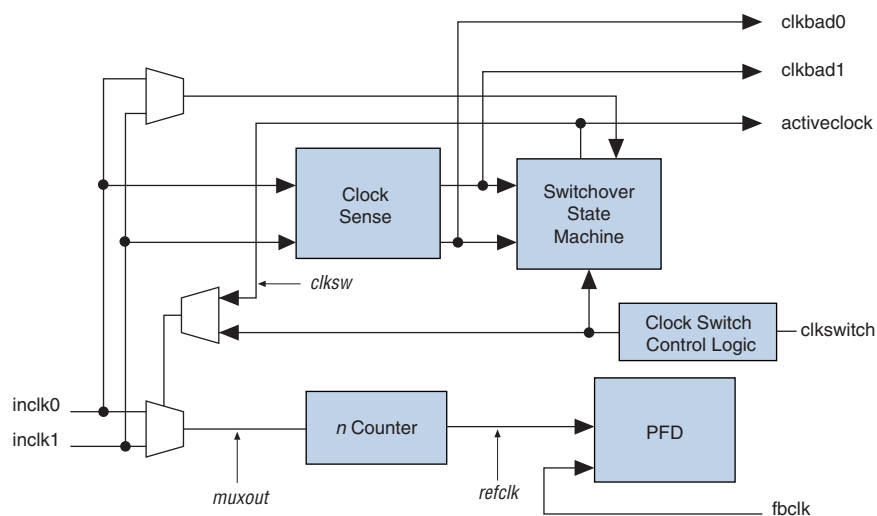 clkbad0
clkbad1
activeclock
Clock
Sense
Switchover
State
Machine
clksw
Clock Switch
Control Logic
clkswitch
inclk0
inclk1
n Counter
PFD
muxout
refclk
fbclk